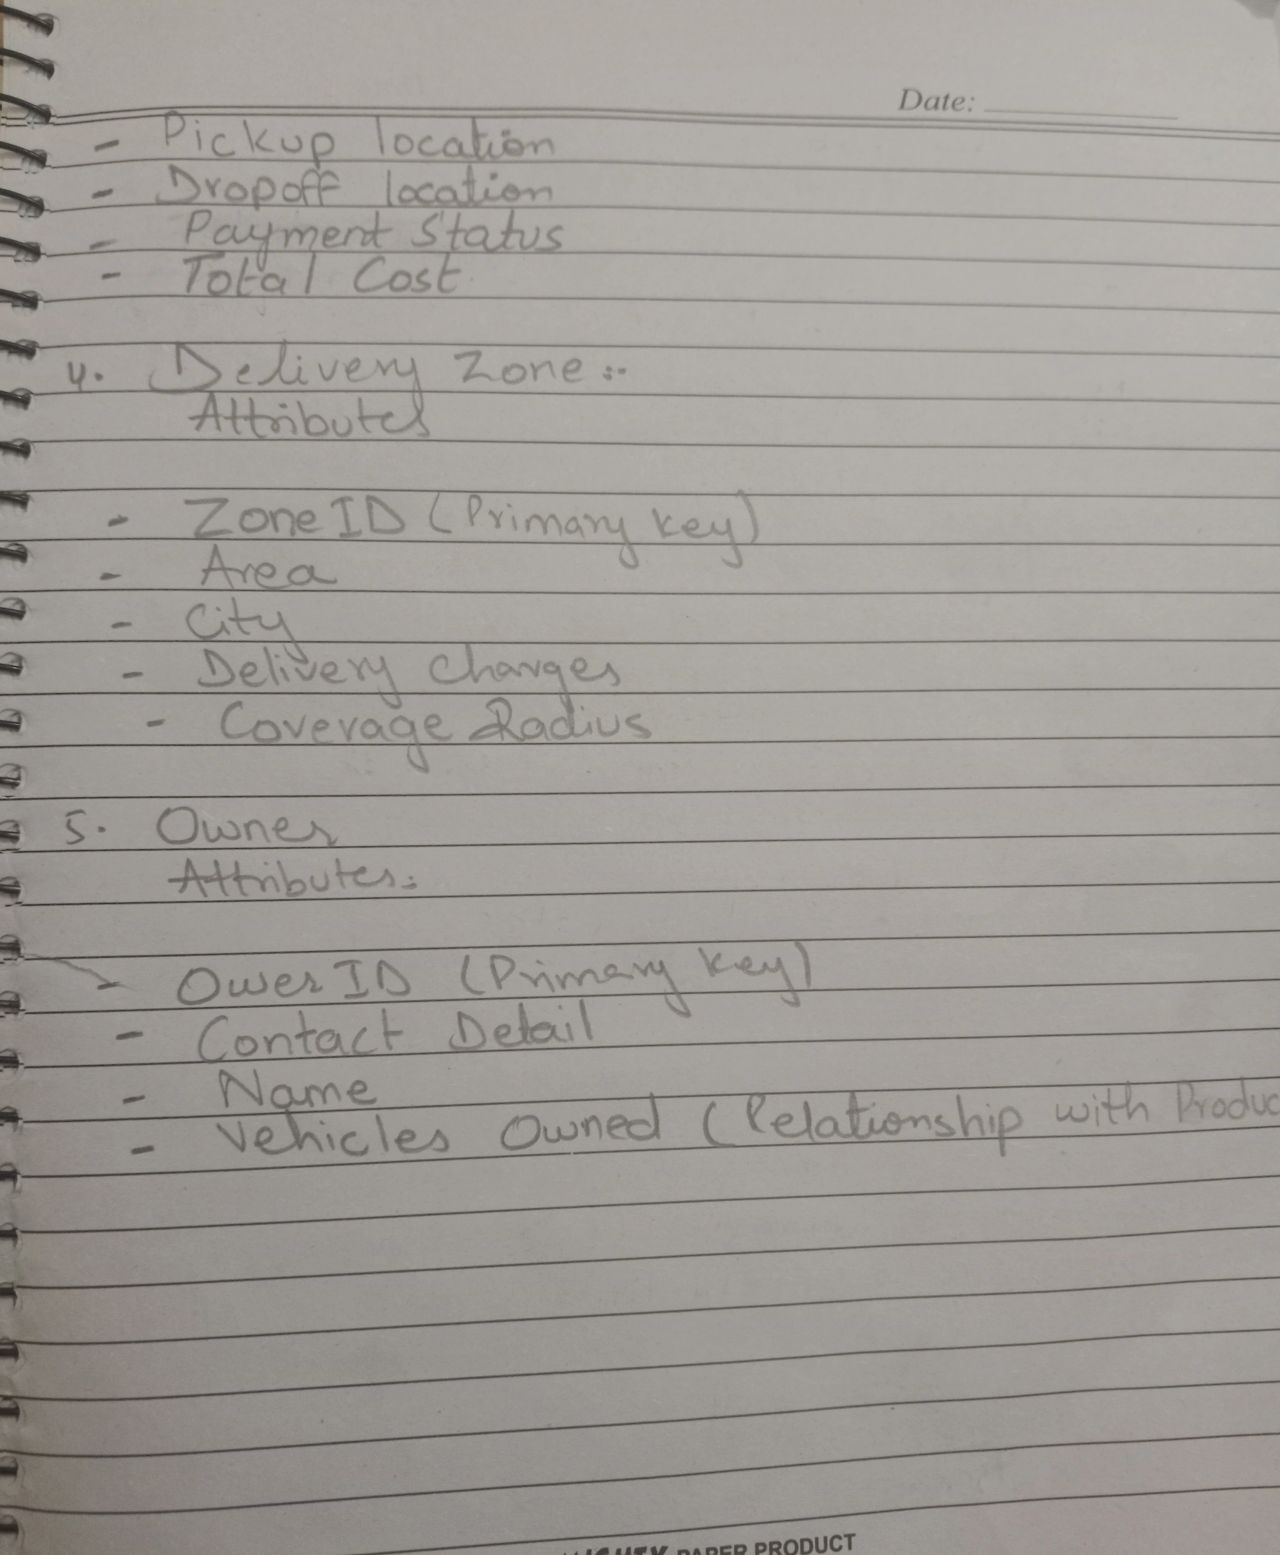 Date:
- Pickup location
- Dropoff location
- Payment Status
- Total Cost.
4. Delivery Zone :-
Attributes
- Zone ID (Primary key)
- Area
- City
- Delivery Charges
- Coverage Radius
5. Owner
Attributes:
- Ower ID (Primary key)
- Contact Detail
- Name
- Vehicles Owned (Relationship with Produc
PAPER PRODUCT